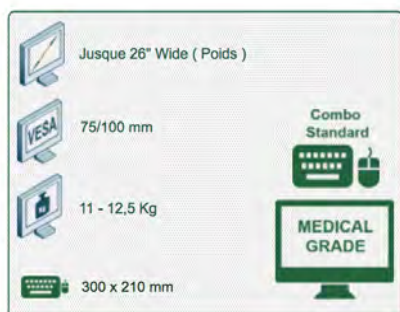 Jusque 26" Wide ( Poids )
VESA
75/100 mm
11 - 12,5 Kg
300 x 210 mm
Combo
Standard
MEDICAL
GRADE